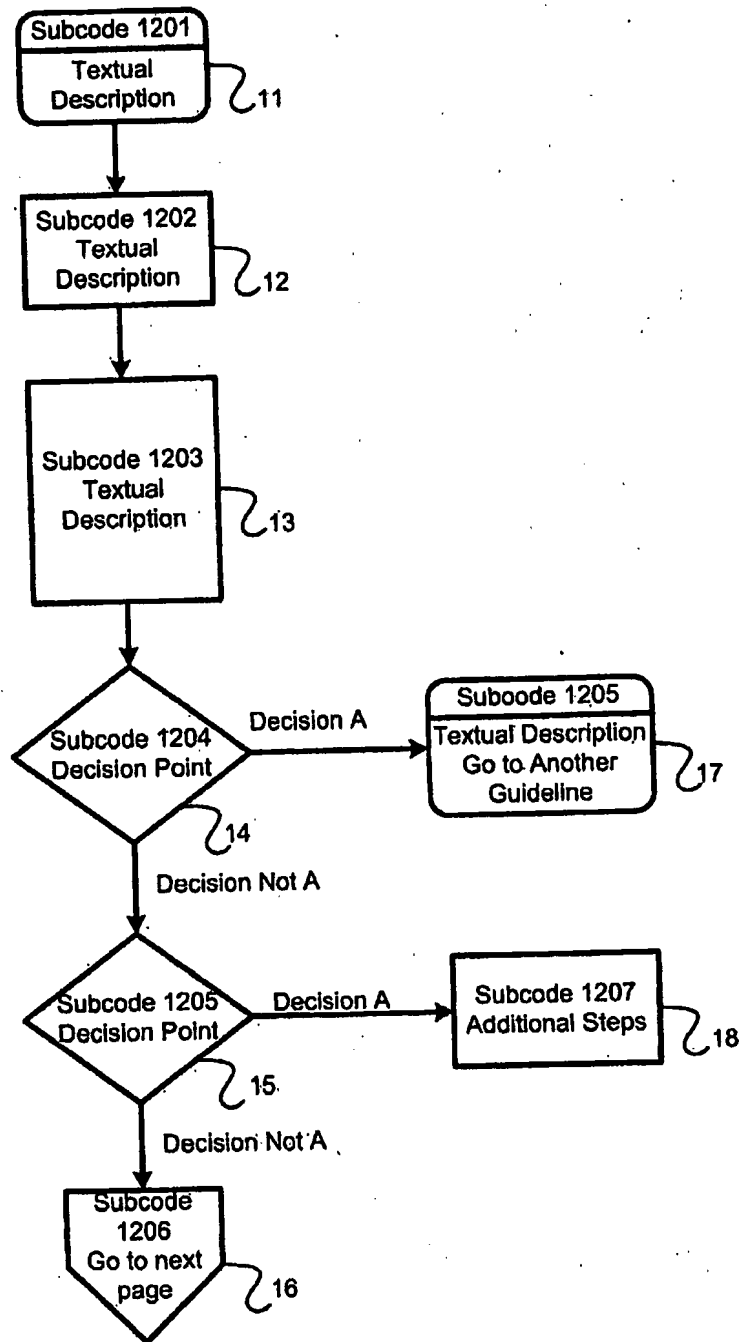 Subcode 1201
Textual
Description
11
Subcode 1202
Textual
Description
12
Subcode 1203
Textual
Description
13
Subcode 1204
Decision Point
14
Decision A
Suboode 1205
Textual Description
Go to Another
Guideline
17
Decision Not A
Subcode 1205
Decision Point
15
Decision A
Subcode 1207
Additional Steps
18
Decision Not A
Subcode
1206
Go to next
page
16